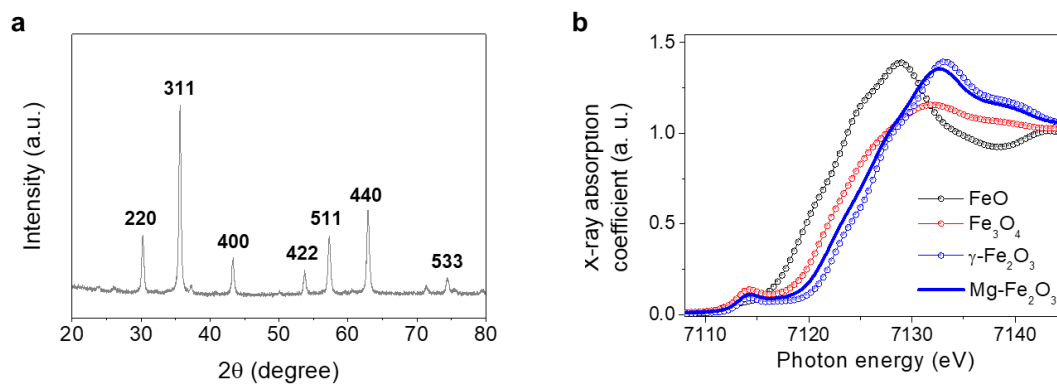 a
Intensity (a.u.)
220
311
400
422
511
440
533
20 30 40 50 60 70 80
2θ (degree)
b
X-ray absorption
coefficient (a. u.)
1.5
1.0
0.5
0.0
FeO
Fe₃O₄
γ-Fe₂O₃
Mg-Fe₂O₃
7110 7120 7130 7140
Photon energy (eV)